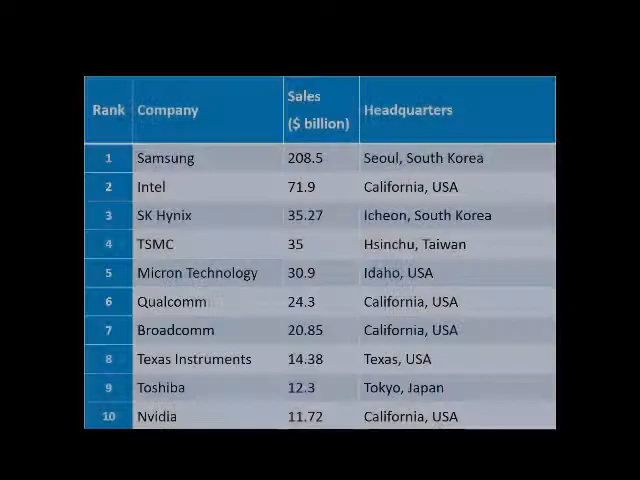 Rank Company Sales ($ billion) Headquarters
1 Samsung 208.5 Seoul, South Korea
2 Intel 71.9 California, USA
3 SK Hynix 35.27 Icheon, South Korea
4 TSMC 35 Hsinchu, Taiwan
5 Micron Technology 30.9 Idaho, USA
6 Qualcomm 24.3 California, USA
7 Broadcomm 20.85 California, USA
8 Texas Instruments 14.38 Texas, USA
9 Toshiba 12.3 Tokyo, Japan
10 Nvidia 11.72 California, USA